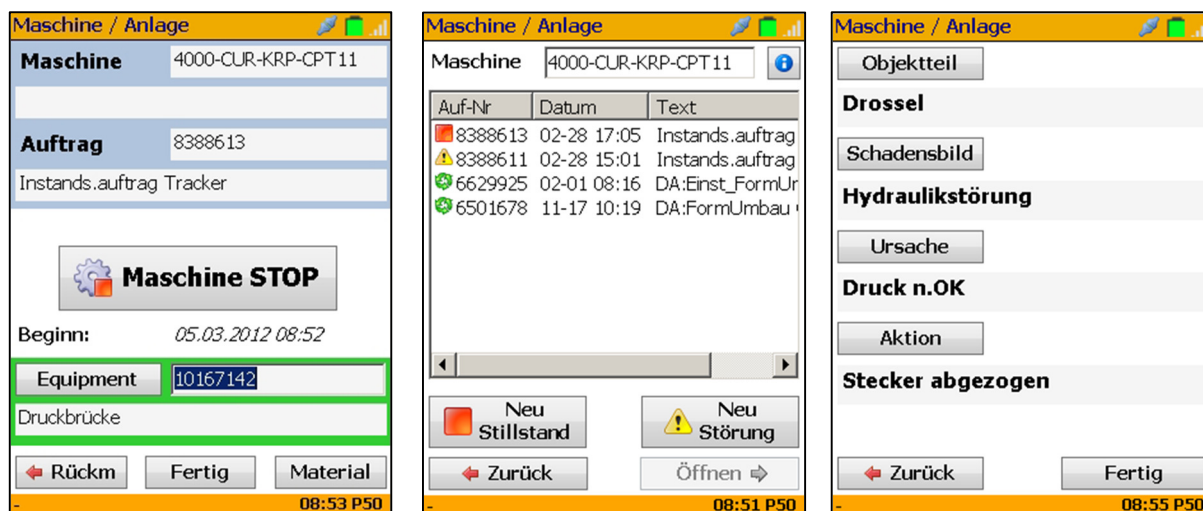 Maschine / Anlage
Maschine 4000-CUR-KRP-CPT11
Auftrag 8388613
Instands.auftrag Tracker
Maschine STOP
Beginn: 05.03.2012 08:52
Equipment 10167142
Druckbrücke
Rückm Fertig Material
- 08:53 P50
Maschine / Anlage
Maschine 4000-CUR-KRP-CPT11
Auf-Nr Datum Text
8388613 02-28 17:05 Instands.auftrag
8388611 02-28 15:01 Instands.auftrag
6629925 02-01 08:16 DA:Einst_FormUr
6501678 11-17 10:19 DA:FormUmbau
Neu Stillstand
Neu Störung
Zurück Öffnen
- 08:51 P50
Maschine / Anlage
Objektteil
Drossel
Schadensbild
Hydraulikstörung
Ursache
Druck n.OK
Aktion
Stecker abgezogen
Zurück Fertig
- 08:55 P50